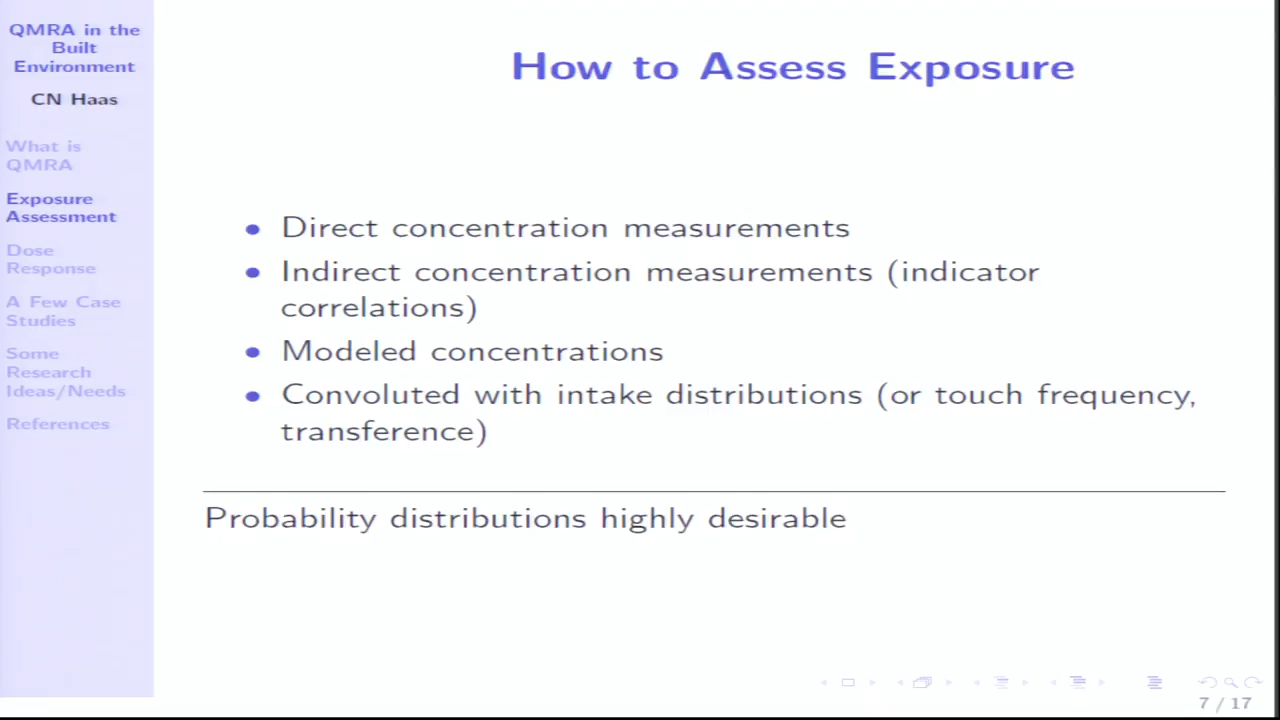 QMRA in the
Built
Environment
CN Haas
What is
QMRA
Exposure
Assessment
Dose
Response
A Few Case
Studies
Some
Research
Ideas/Needs
References
How to Assess Exposure
• Direct concentration measurements
• Indirect concentration measurements (indicator
correlations)
• Modeled concentrations
• Convoluted with intake distributions (or touch frequency,
transference)
Probability distributions highly desirable
7 / 17